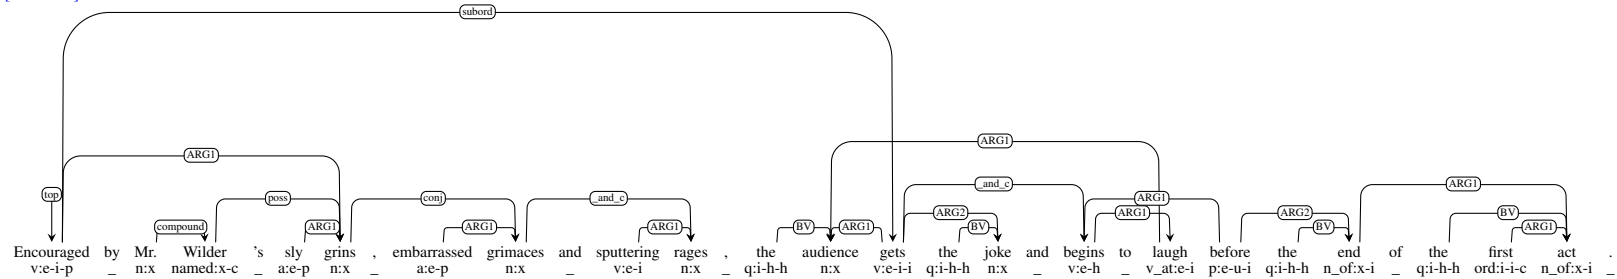 subord
ARG1
ARG1
top
poss
conj
_and_c
_and_c
ARG1
ARG1
compound
ARG1
ARG1
ARG1
BV
ARG1
ARG2
BV
ARG1
ARG2
BV
BV
ARG1
Encouraged by Mr. Wilder 's sly grins , embarrassed grimaces and sputtering rages , the audience gets the joke and begins to laugh before the end of the first act .
v:e-i-p _ n:x named:x-c _ a:e-p n:x _ a:e-p n:x _ v:e-i n:x _ q:i-h-h n:x v:e-i-i q:i-h-h n:x _ v:e-h _ v_at:e-i p:e-u-i q:i-h-h n_of:x-i _ q:i-h-h ord:i-i-c n_of:x-i _